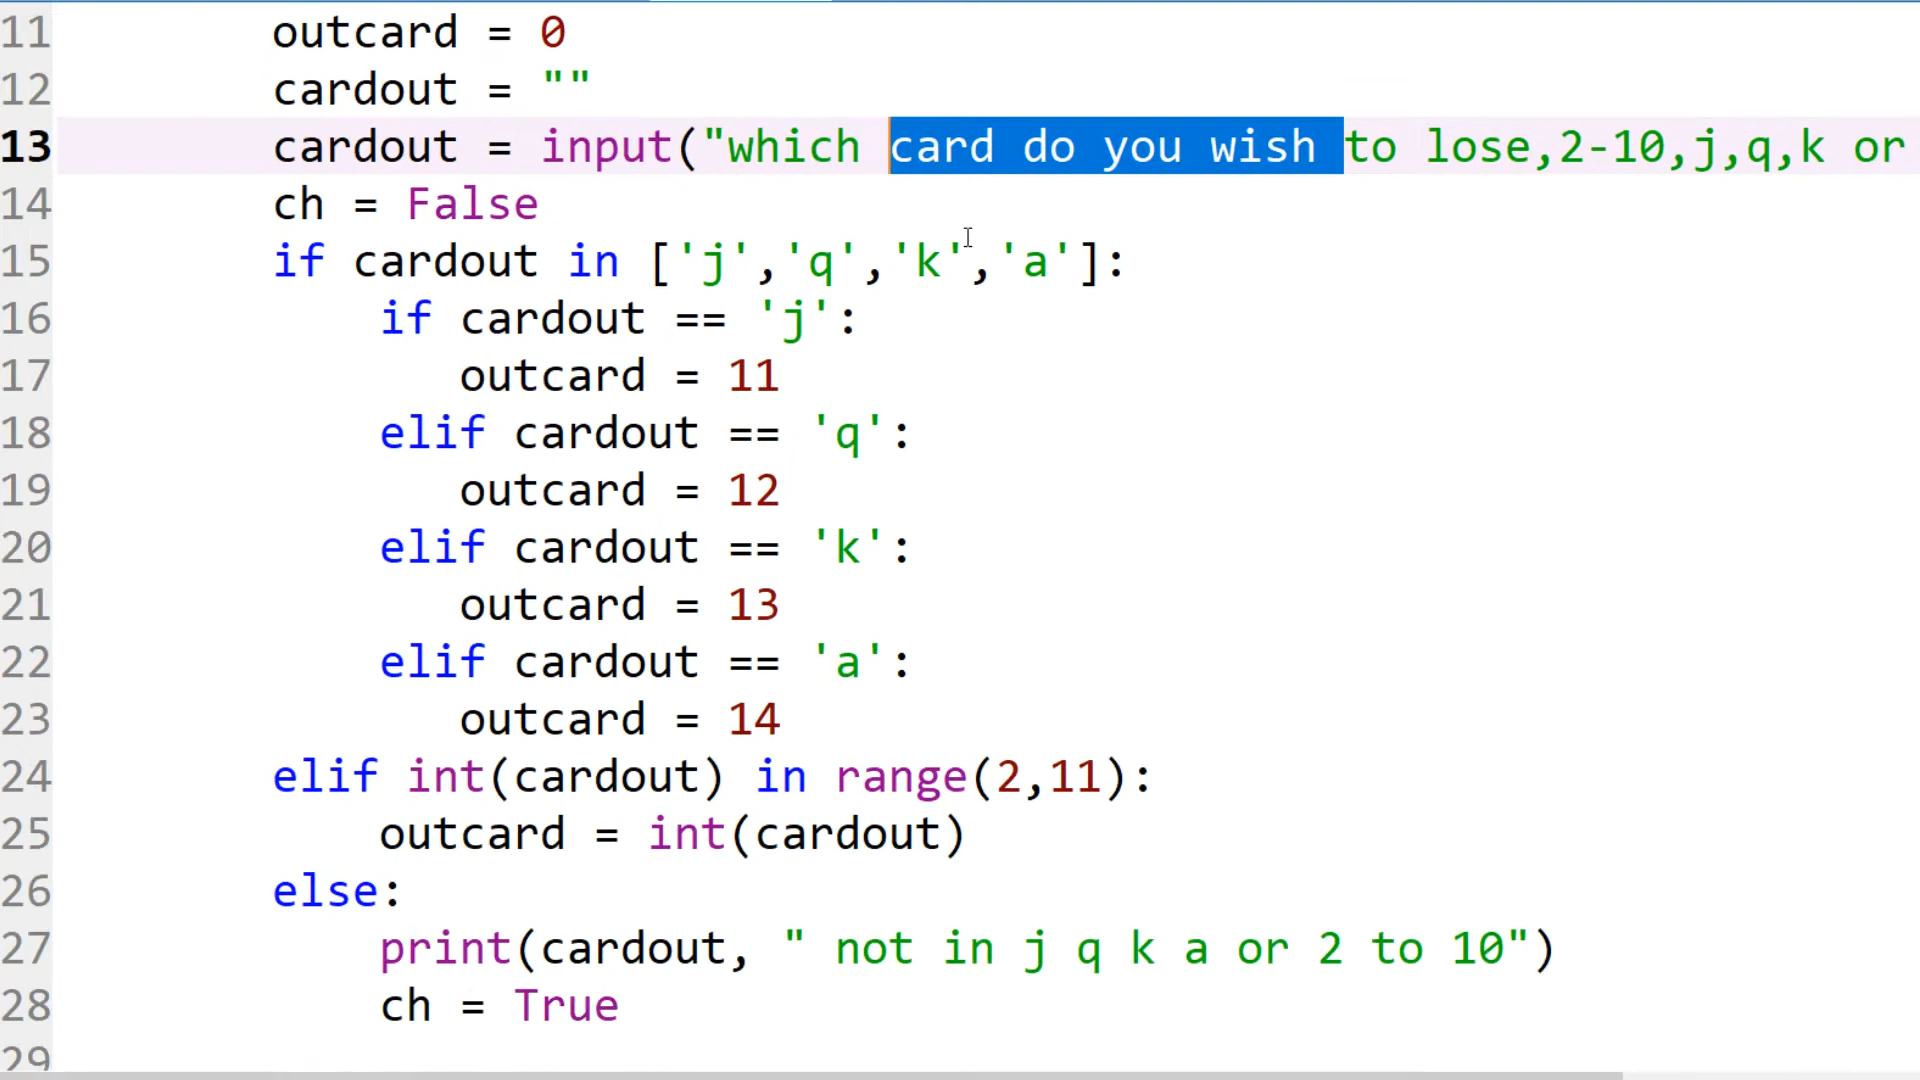 11 outcard = 0
12 cardout = ""
13 cardout = input("which card do you wish to lose,2-10,j,q,k or
14 ch = False
15 if cardout in ['j','q','k','a']:
16 if cardout == 'j':
17 outcard = 11
18 elif cardout == 'q':
19 outcard = 12
20 elif cardout == 'k':
21 outcard = 13
22 elif cardout == 'a':
23 outcard = 14
24 elif int(cardout) in range(2,11):
25 outcard = int(cardout)
26 else:
27 print(cardout, " not in j q k a or 2 to 10")
28 ch = True
29